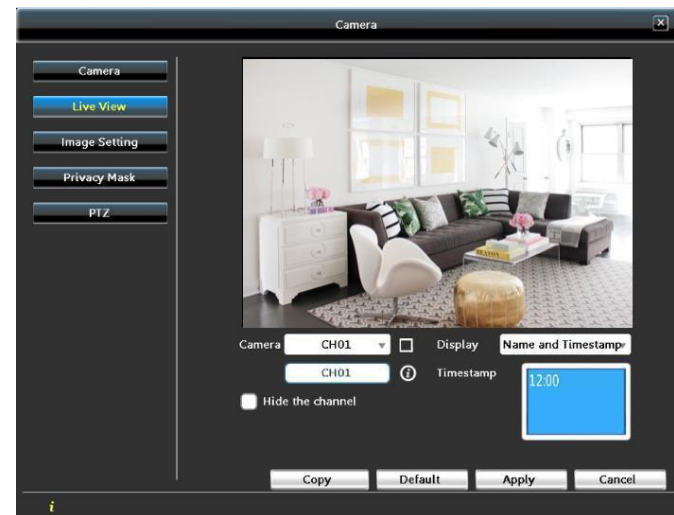 Camera
Camera
Live View
Image Setting
Privacy Mask
PTZ
Camera CH01 Display Name and Timestamp
CH01 Timestamp 12:00
Hide the channel
Copy Default Apply Cancel